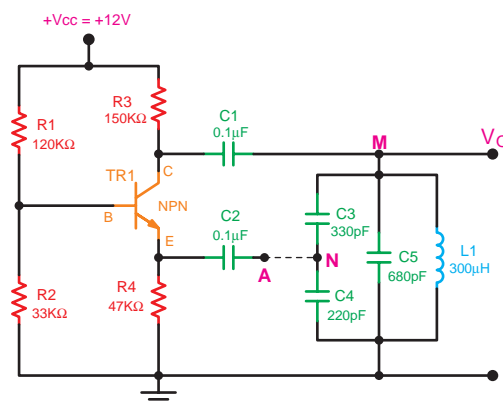 +Vcc = +12V
R1
120KΩ
R3
150KΩ
C1
0.1µF
M
VO
TR1
C
NPN
B
E
C2
0.1µF
A
N
C3
330pF
C5
680pF
L1
300µH
R2
33KΩ
R4
47KΩ
C4
220pF